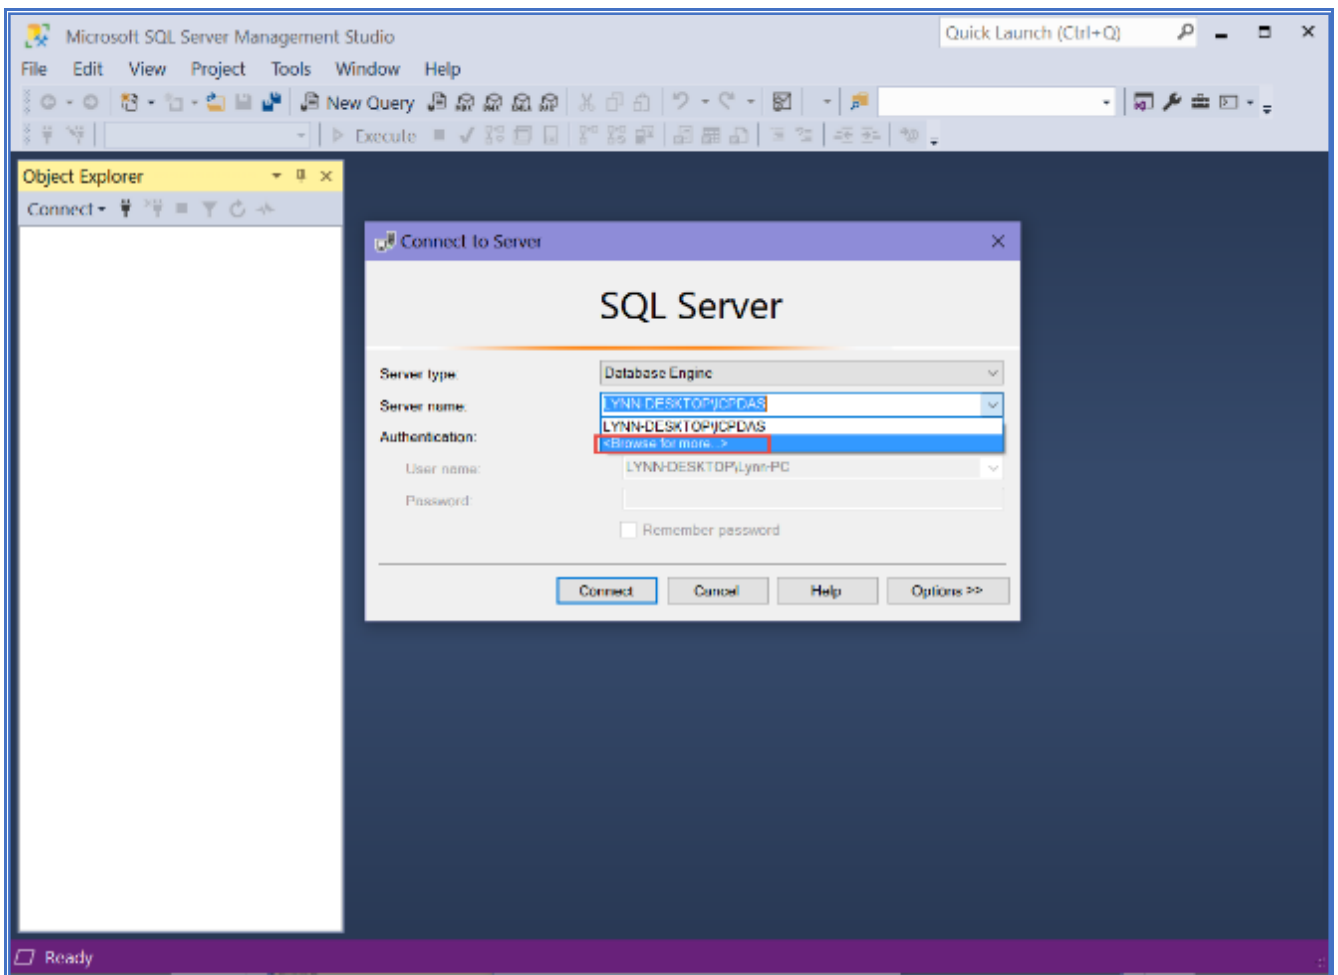 Microsoft SQL Server Management Studio
Quick Launch (Ctrl+Q)
File Edit View Project Tools Window Help
New Query
Execute
Object Explorer
Connect
Connect to Server
SQL Server
Server type:
Database Engine
Server name:
LYNN-DESKTOP\ICPDAS
LYNN-DESKTOP\ICPDAS
Authentication:
<Browse for more...>
User name:
LYNN-DESKTOP\Lynn-PC
Password:
Remember password
Connect Cancel Help Options >>
Ready